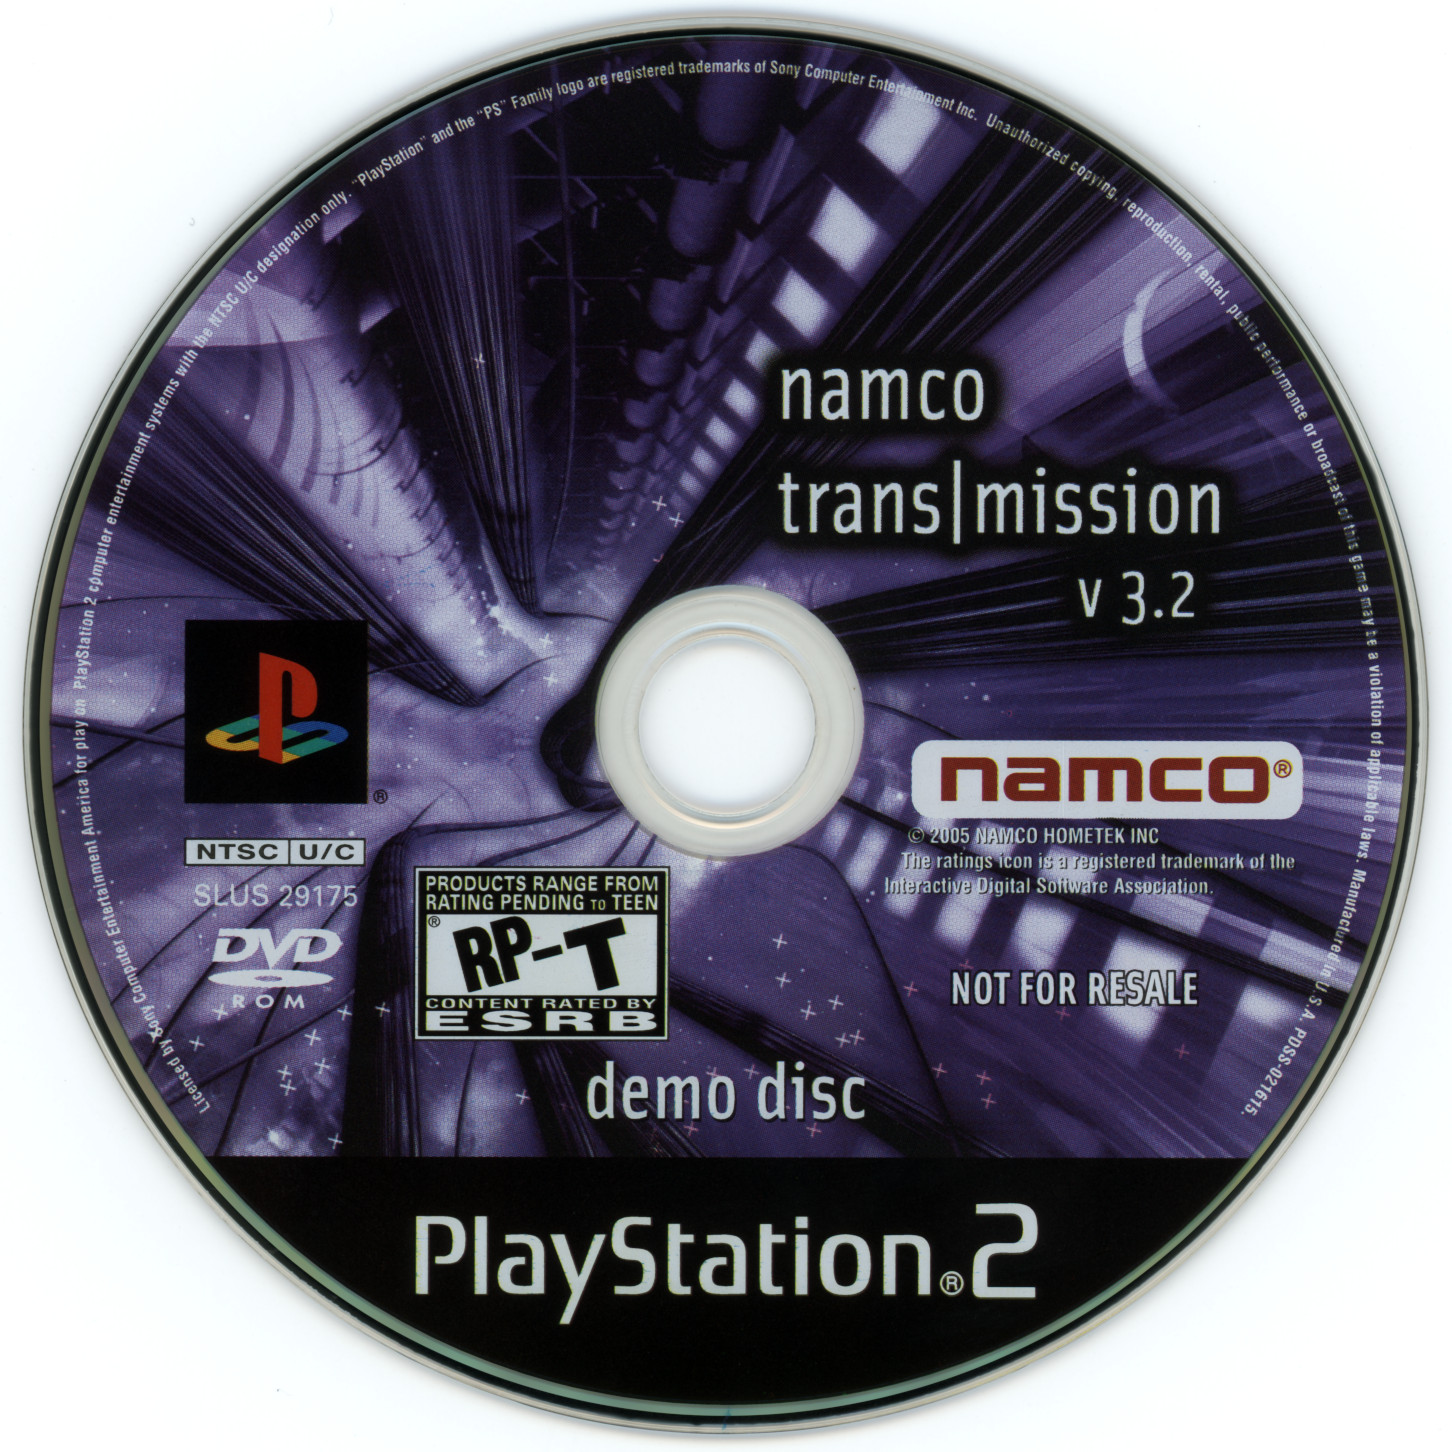 Licensed by Sony Computer Entertainment America for play on PlayStation 2 computer entertainment systems with the NTSC U/C designation only. "PlayStation" and the "PS" Family logo are registered trademarks of Sony Computer Entertainment Inc. Unauthorized copying, reproduction, rental, public performance or broadcast of this game may be a violation of applicable laws. Manufactured in U.S.A. PDSS-021615.
namco
trans|mission
v 3.2
®
NTSC U/C
SLUS 29175
DVD
ROM
PRODUCTS RANGE FROM
RATING PENDING TO TEEN
® RP-T
CONTENT RATED BY
ESRB
namco®
© 2005 NAMCO HOMETEK INC
The ratings icon is a registered trademark of the
Interactive Digital Software Association.
NOT FOR RESALE
demo disc
PlayStation®2